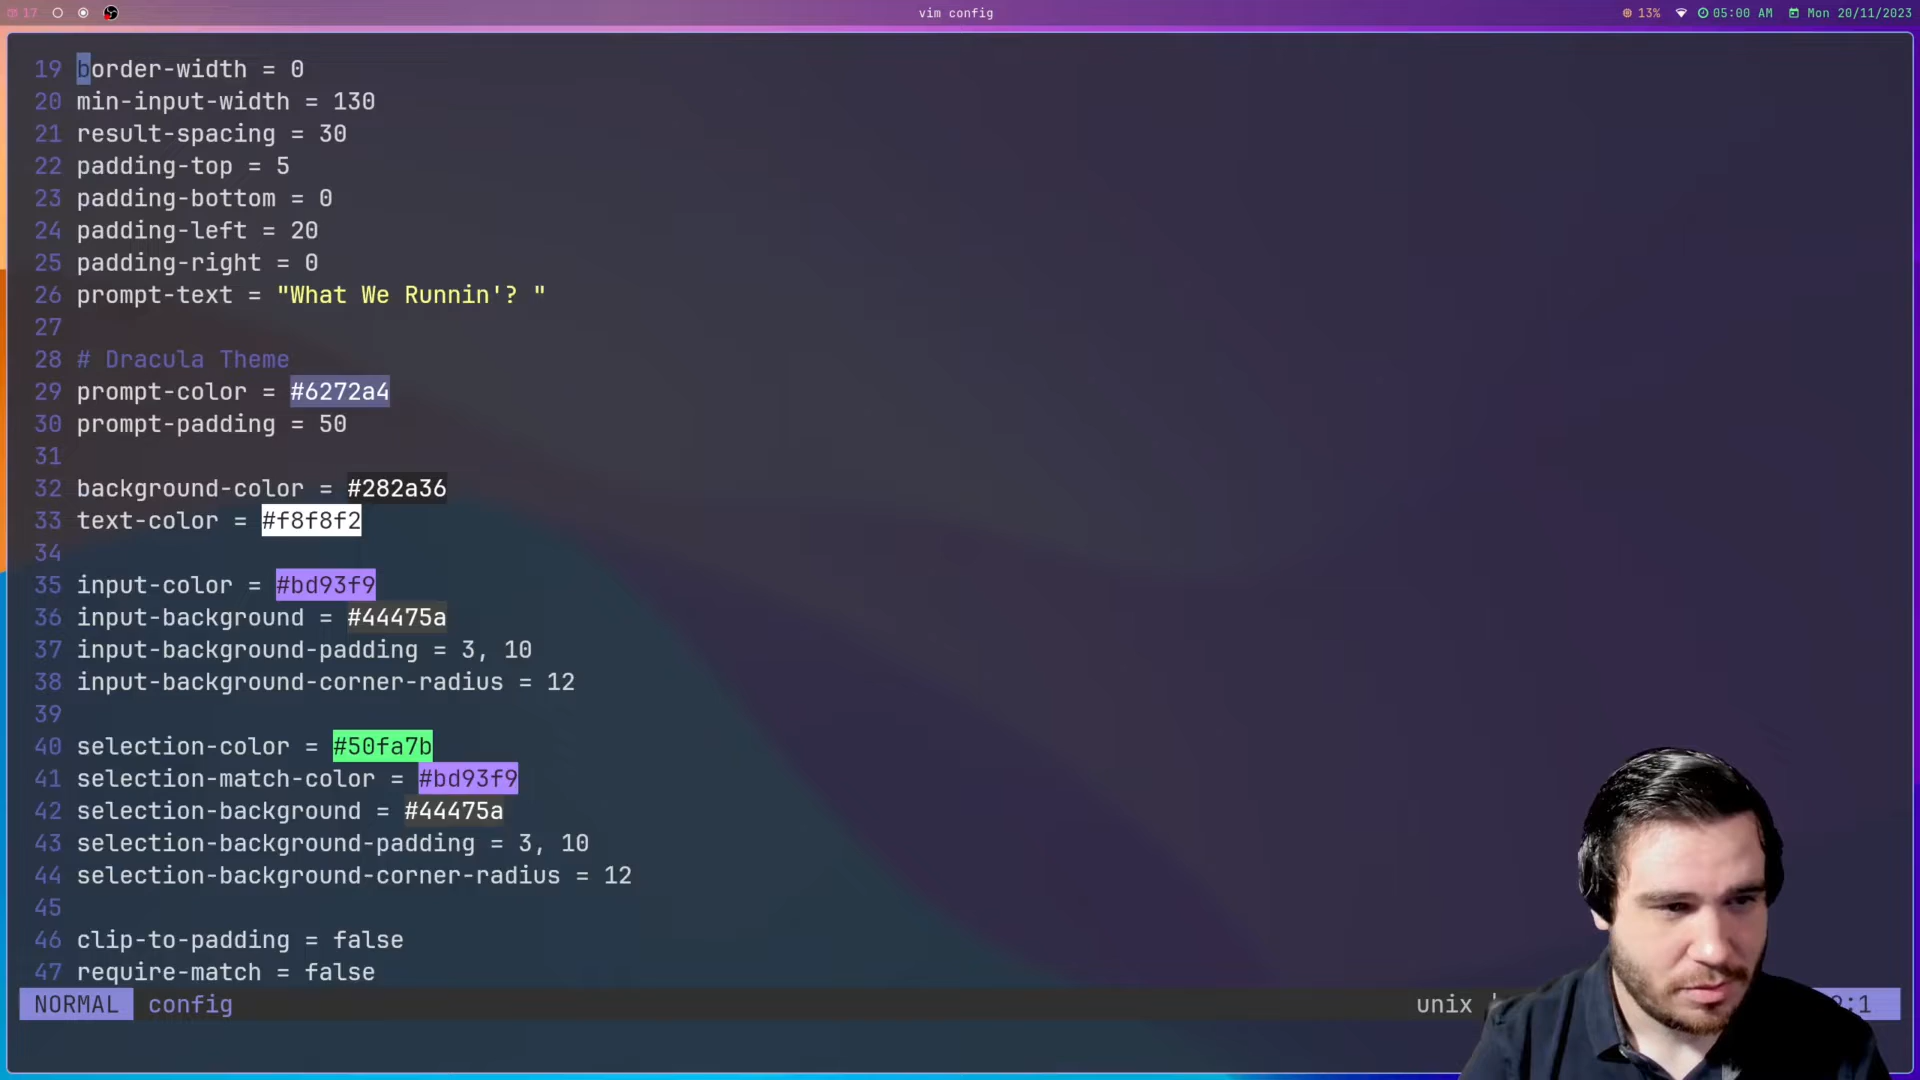 17
vim config
13% 05:00 AM Mon 20/11/2023
19 border-width = 0
20 min-input-width = 130
21 result-spacing = 30
22 padding-top = 5
23 padding-bottom = 0
24 padding-left = 20
25 padding-right = 0
26 prompt-text = "What We Runnin'? "
27
28 # Dracula Theme
29 prompt-color = #6272a4
30 prompt-padding = 50
31
32 background-color = #282a36
33 text-color = #f8f8f2
34
35 input-color = #bd93f9
36 input-background = #44475a
37 input-background-padding = 3, 10
38 input-background-corner-radius = 12
39
40 selection-color = #50fa7b
41 selection-match-color = #bd93f9
42 selection-background = #44475a
43 selection-background-padding = 3, 10
44 selection-background-corner-radius = 12
45
46 clip-to-padding = false
47 require-match = false
NORMAL config unix :1